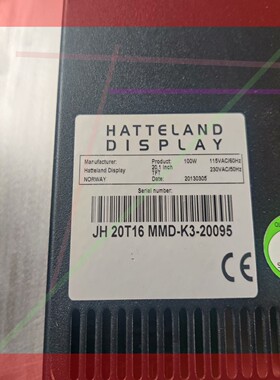 HATTELAND
DISPLAY
Manufacturer: Product: 100W 115VAC/60Hz
Hatteland Display 20,1 inch 230VAC/50Hz
TFT
NORWAY Date: 20130305
Serial number:
JH 20T16 MMD-K3-20095
CE